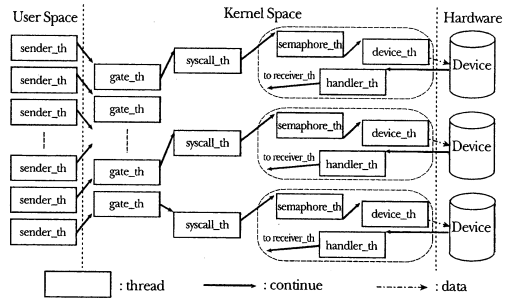 User Space Kernel Space Hardware
sender_th
sender_th
sender_th
sender_th
sender_th
sender_th
gate_th
gate_th
gate_th
gate_th
syscall_th
syscall_th
syscall_th
semaphore_th
device_th
to receiver_th
handler_th
Device
semaphore_th
device_th
to receiver_th
handler_th
Device
semaphore_th
device_th
to receiver_th
handler_th
Device
: thread : continue : data